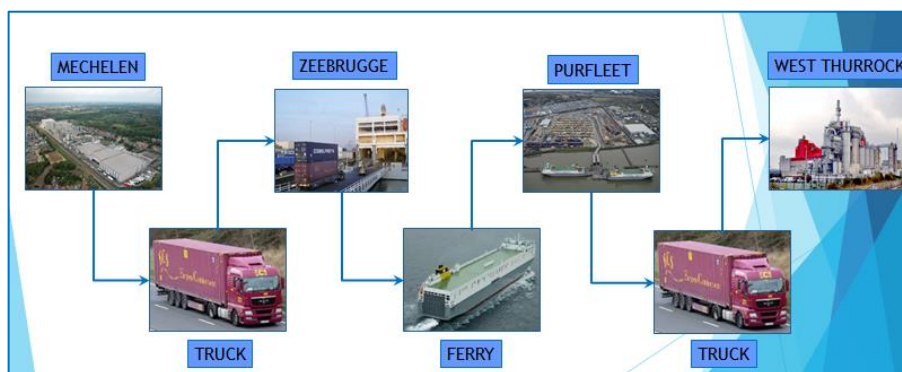 MECHELEN
ZEEBRUGGE
PURFLEET
WEST THURROCK
TRUCK
FERRY
TRUCK